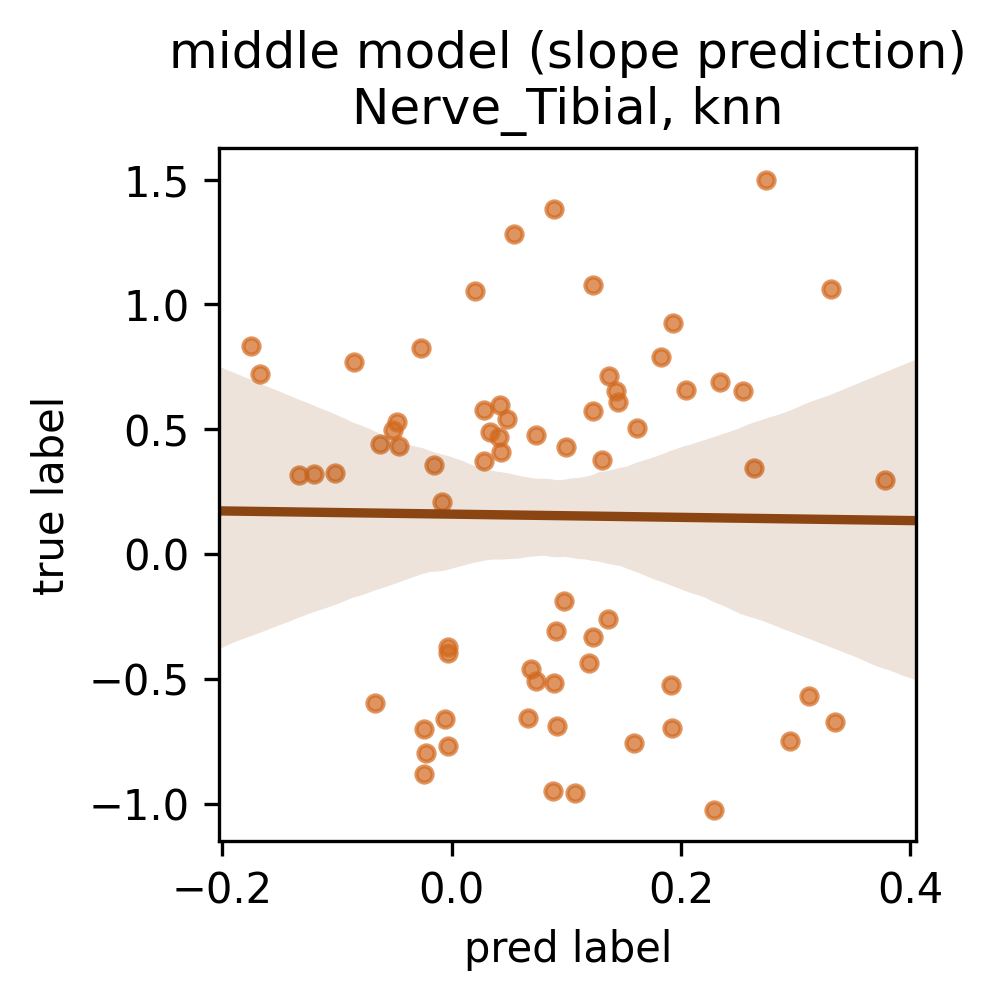 middle model (slope prediction)
Nerve_Tibial, knn
1.5
1.0
0.5
0.0
−0.5
−1.0
true label
−0.2 0.0 0.2 0.4
pred label